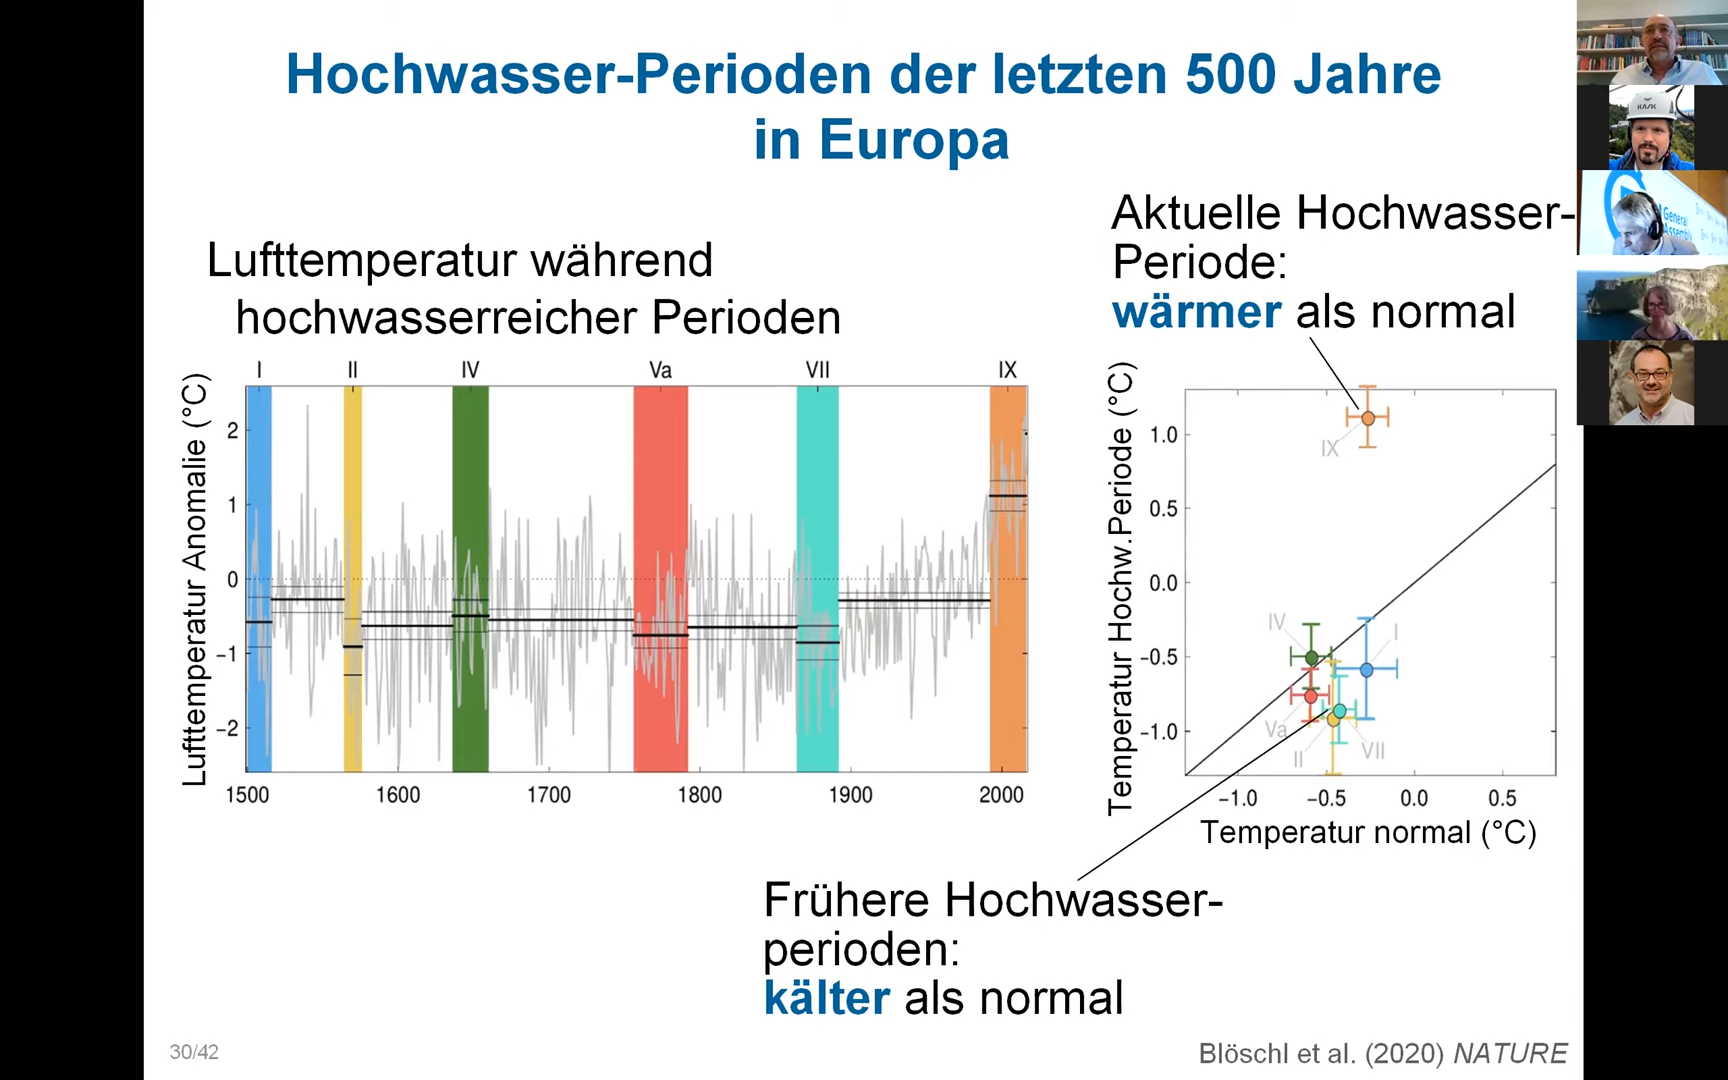 Hochwasser-Perioden der letzten 500 Jahre
in Europa
Lufttemperatur während
hochwasserreicher Perioden
I II IV Va VII IX
Lufttemperatur Anomalie (°C)
2
1
0
−1
−2
1500 1600 1700 1800 1900 2000
Aktuelle Hochwasser-
Periode:
wärmer als normal
Temperatur Hochw.Periode (°C)
1.0
0.5
0.0
−0.5
−1.0
IX
IV
I
Va
II
VII
−1.0 −0.5 0.0 0.5
Temperatur normal (°C)
Frühere Hochwasser-
perioden:
kälter als normal
30/42
Blöschl et al. (2020) NATURE
KASK
General
Assembly